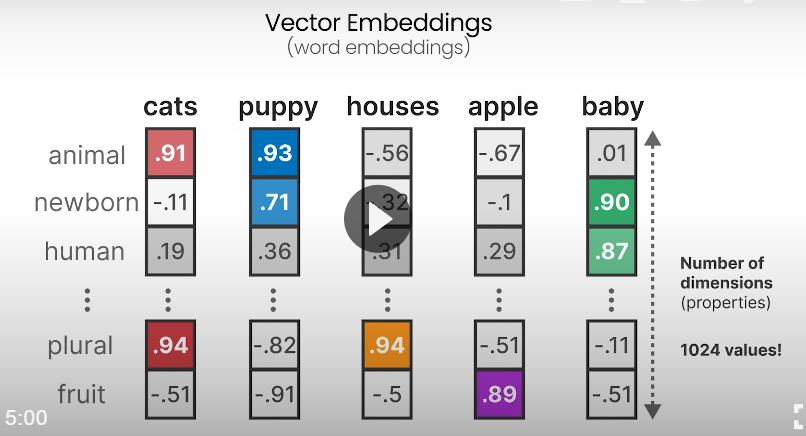 Vector Embeddings
(word embeddings)
cats puppy houses apple baby
animal .91 .93 -.56 -.67 .01
newborn -.11 .71 -.32 -.1 .90
human .19 .36 .31 .29 .87
Number of
dimensions
(properties)
plural .94 -.82 .94 -.51 -.11
1024 values!
fruit -.51 -.91 -.5 .89 -.51
5:00